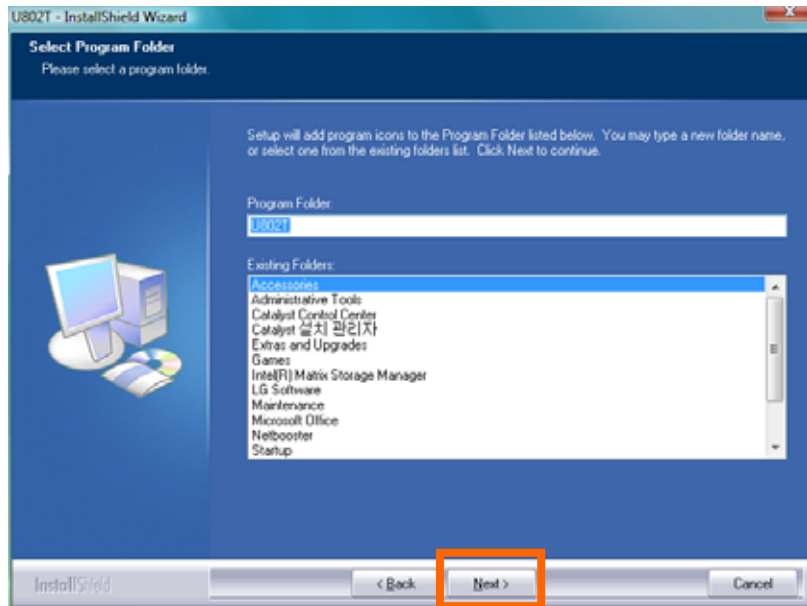 U802T - InstallShield Wizard
Select Program Folder
Please select a program folder.
Setup will add program icons to the Program Folder listed below.  You may type a new folder name,
or select one from the existing folders list.  Click Next to continue.
Program Folder:
U802T
Existing Folders:
Accessories
Administrative Tools
Catalyst Control Center
Catalyst 설치 관리자
Extras and Upgrades
Games
Intel(R) Matrix Storage Manager
LG Software
Maintenance
Microsoft Office
Netbooster
Startup
InstallShield
< Back
Next >
Cancel